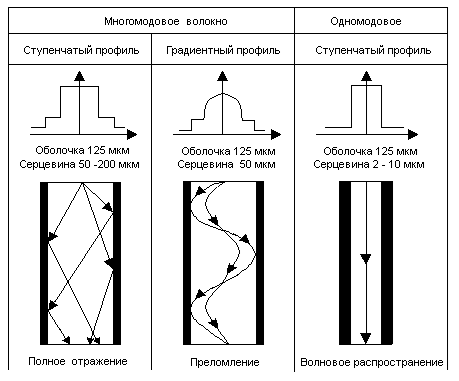 Многомодовое волокно
Одномодовое
Ступенчатый профиль
Градиентный профиль
Ступенчатый профиль
Оболочка 125 мкм
Серцевина 50 -200 мкм
Оболочка 125 мкм
Серцевина 50 мкм
Оболочка 125 мкм
Серцевина 2 - 10 мкм
Полное отражение
Преломление
Волновое распространение